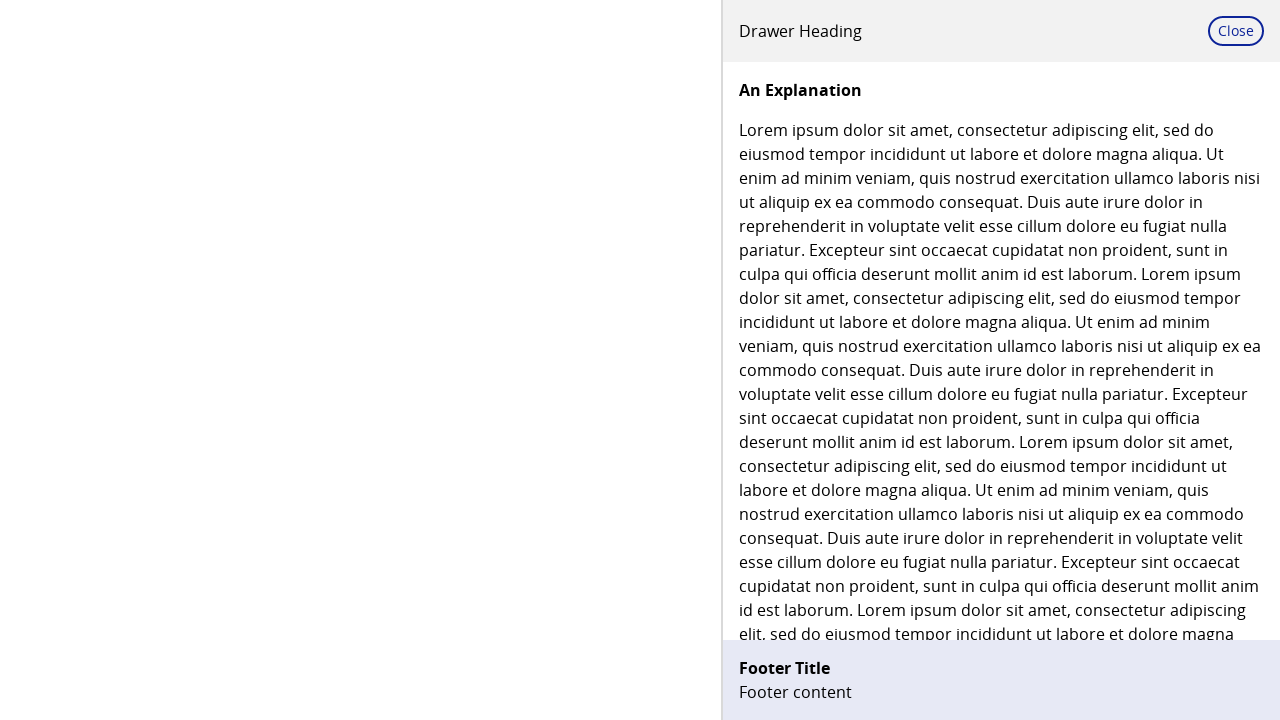 Drawer Heading
Close
An Explanation
Lorem ipsum dolor sit amet, consectetur adipiscing elit, sed do
eiusmod tempor incididunt ut labore et dolore magna aliqua. Ut
enim ad minim veniam, quis nostrud exercitation ullamco laboris nisi
ut aliquip ex ea commodo consequat. Duis aute irure dolor in
reprehenderit in voluptate velit esse cillum dolore eu fugiat nulla
pariatur. Excepteur sint occaecat cupidatat non proident, sunt in
culpa qui officia deserunt mollit anim id est laborum. Lorem ipsum
dolor sit amet, consectetur adipiscing elit, sed do eiusmod tempor
incididunt ut labore et dolore magna aliqua. Ut enim ad minim
veniam, quis nostrud exercitation ullamco laboris nisi ut aliquip ex ea
commodo consequat. Duis aute irure dolor in reprehenderit in
voluptate velit esse cillum dolore eu fugiat nulla pariatur. Excepteur
sint occaecat cupidatat non proident, sunt in culpa qui officia
deserunt mollit anim id est laborum. Lorem ipsum dolor sit amet,
consectetur adipiscing elit, sed do eiusmod tempor incididunt ut
labore et dolore magna aliqua. Ut enim ad minim veniam, quis
nostrud exercitation ullamco laboris nisi ut aliquip ex ea commodo
consequat. Duis aute irure dolor in reprehenderit in voluptate velit
esse cillum dolore eu fugiat nulla pariatur. Excepteur sint occaecat
cupidatat non proident, sunt in culpa qui officia deserunt mollit anim
id est laborum. Lorem ipsum dolor sit amet, consectetur adipiscing
elit, sed do eiusmod tempor incididunt ut labore et dolore magna
Footer Title
Footer content